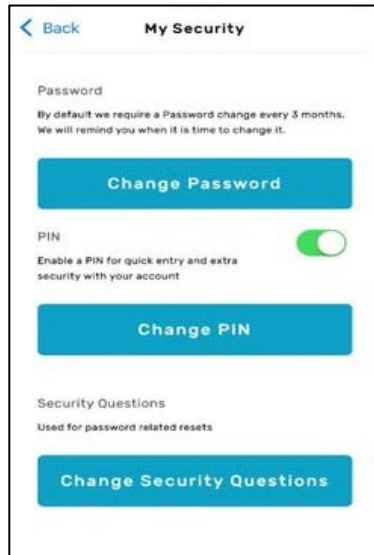 Back My Security
Password
By default we require a Password change every 3 months.
We will remind you when it is time to change it.
Change Password
PIN
Enable a PIN for quick entry and extra
security with your account
Change PIN
Security Questions
Used for password related resets
Change Security Questions